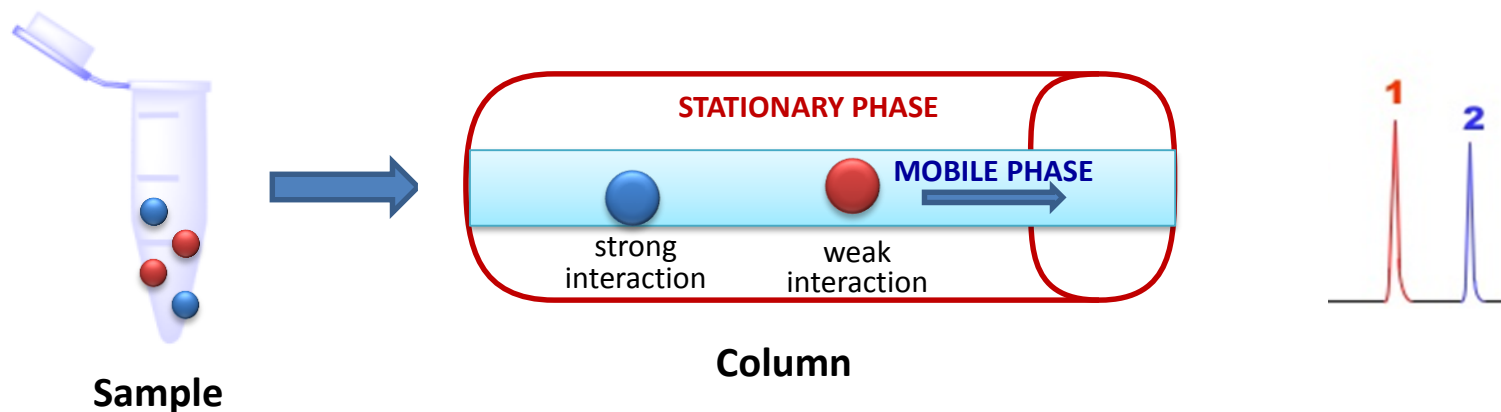 STATIONARY PHASE
MOBILE PHASE
strong
interaction
weak
interaction
Column
Sample
1
2